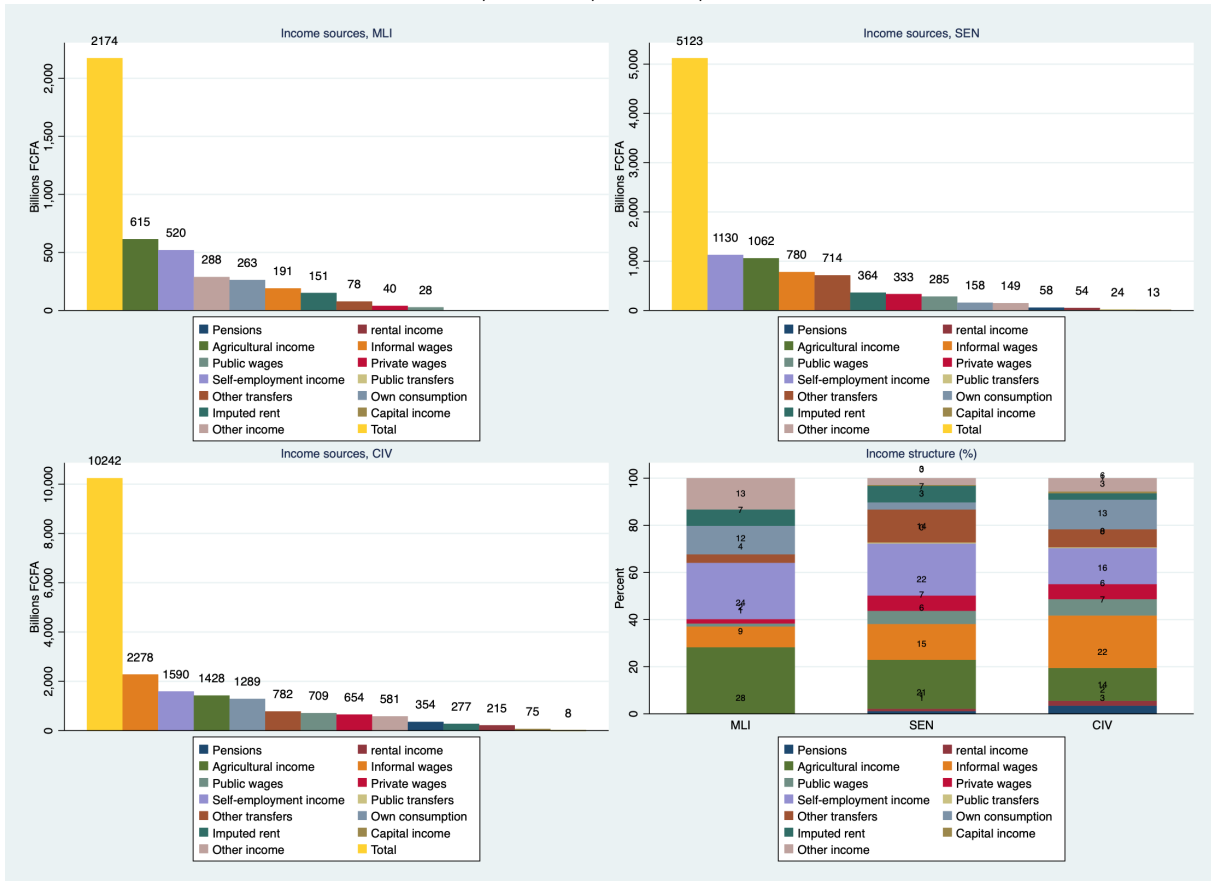 Income sources, MLI
Billions FCFA
2,000
1,500
1,000
500
0
2174
615
520
288
263
191
151
78
40
28
Pensions
rental income
Agricultural income
Informal wages
Public wages
Private wages
Self-employment income
Public transfers
Other transfers
Own consumption
Imputed rent
Capital income
Other income
Total
Income sources, SEN
Billions FCFA
5,000
4,000
3,000
2,000
1,000
0
5123
1130
1062
780
714
364
333
285
158
149
58
54
24
13
Pensions
rental income
Agricultural income
Informal wages
Public wages
Private wages
Self-employment income
Public transfers
Other transfers
Own consumption
Imputed rent
Capital income
Other income
Total
Income sources, CIV
Billions FCFA
10,000
8,000
6,000
4,000
2,000
0
10242
2278
1590
1428
1289
782
709
654
581
354
277
215
75
8
Pensions
rental income
Agricultural income
Informal wages
Public wages
Private wages
Self-employment income
Public transfers
Other transfers
Own consumption
Imputed rent
Capital income
Other income
Total
Income structure (%)
Percent
100
80
60
40
20
0
13
7
12
4
24
1
9
28
7
3
22
7
6
15
21
1
3
13
16
6
7
22
14
2
3
MLI
SEN
CIV
Pensions
rental income
Agricultural income
Informal wages
Public wages
Private wages
Self-employment income
Public transfers
Other transfers
Own consumption
Imputed rent
Capital income
Other income